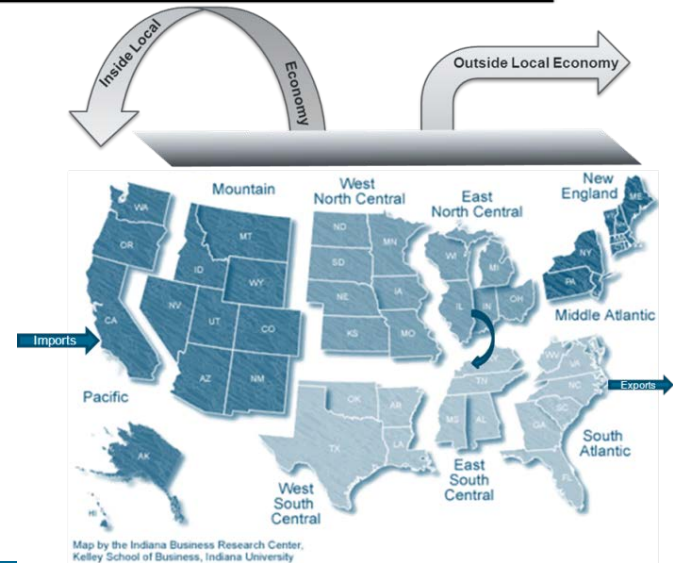 Inside Local
Economy
Outside Local Economy
Mountain
West
North Central
East
North Central
New
England
Middle Atlantic
Pacific
West
South
Central
East
South
Central
South
Atlantic
Imports
Exports
WA
OR
CA
AK
HI
MT
ID
WY
NV
UT
CO
AZ
NM
ND
MN
SD
NE
IA
KS
MO
WI
MI
IL
IN
OH
ME
NY
PA
OK
AR
TX
LA
TN
MS
AL
WV
VA
NC
SC
GA
FL
Map by the Indiana Business Research Center,
Kelley School of Business, Indiana University